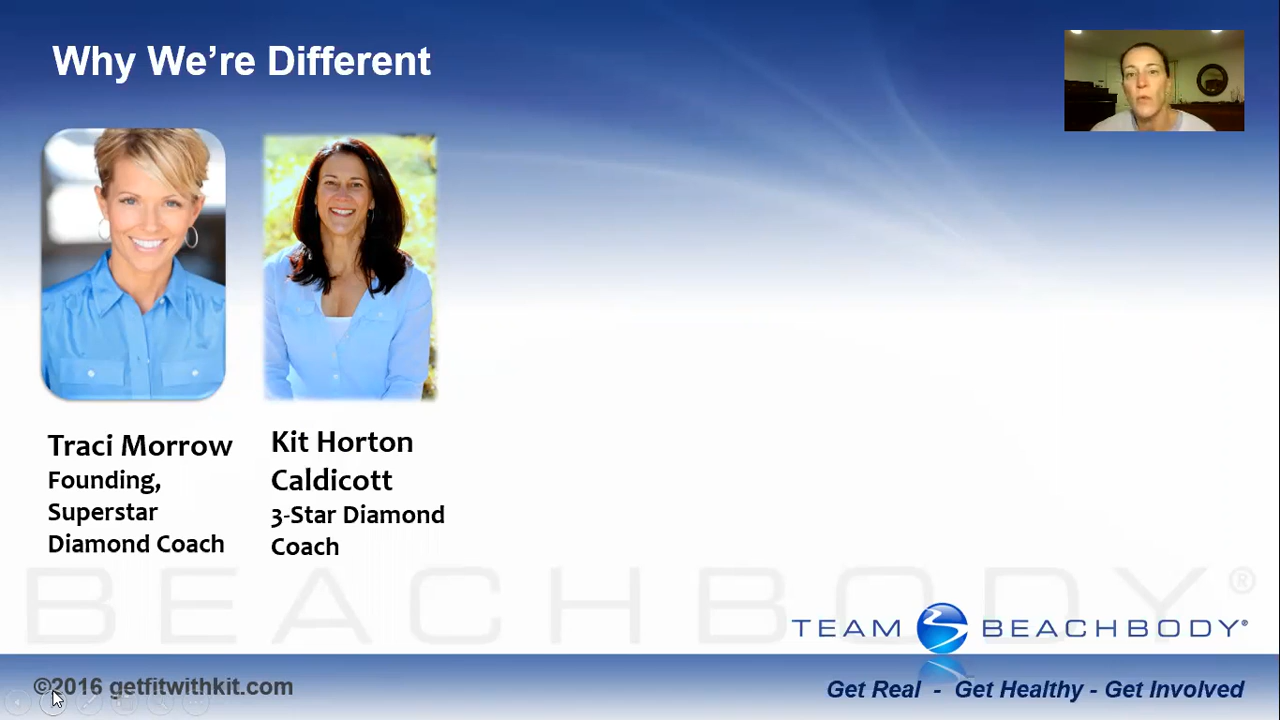 Why We’re Different
Traci Morrow
Founding,
Superstar
Diamond Coach
Kit Horton
Caldicott
3-Star Diamond
Coach
BEACHBODY®
TEAM BEACHBODY®
©2016 getfitwithkit.com
Get Real - Get Healthy - Get Involved